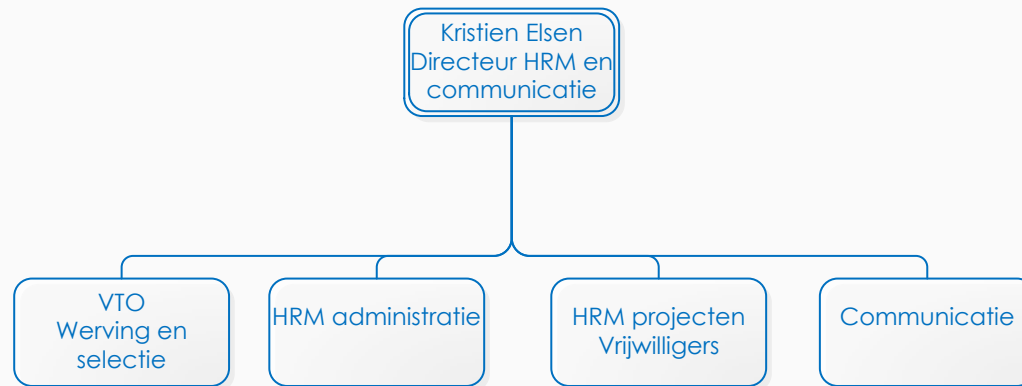 Kristien Elsen
Directeur HRM en
communicatie
VTO
Werving en
selectie
HRM administratie
HRM projecten
Vrijwilligers
Communicatie